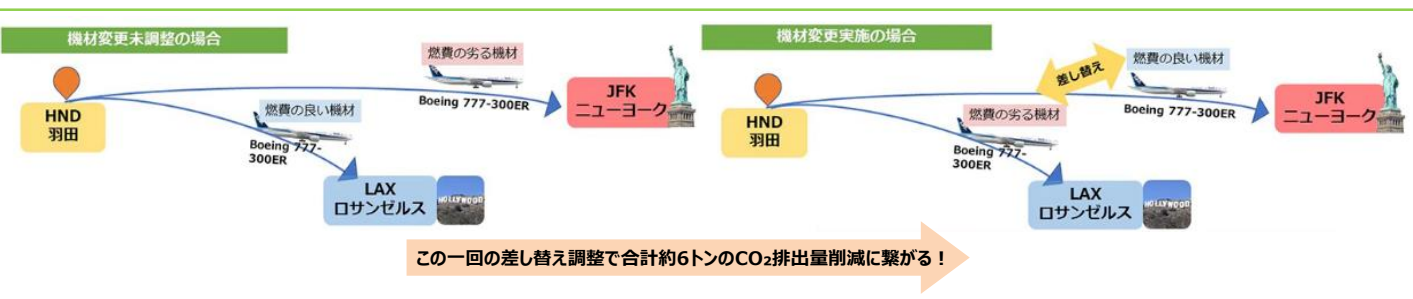 機材変更未調整の場合
燃費の劣る機材
Boeing 777-300ER
JFK
ニューヨーク
HND
羽田
燃費の良い機材
Boeing 777-
300ER
LAX
ロサンゼルス
HOLLYWOOD
機材変更実施の場合
差し替え
燃費の良い機材
Boeing 777-300ER
JFK
ニューヨーク
HND
羽田
燃費の劣る機材
Boeing 777-
300ER
LAX
ロサンゼルス
HOLLYWOOD
この一回の差し替え調整で合計約6トンのCO₂排出量削減に繋がる！